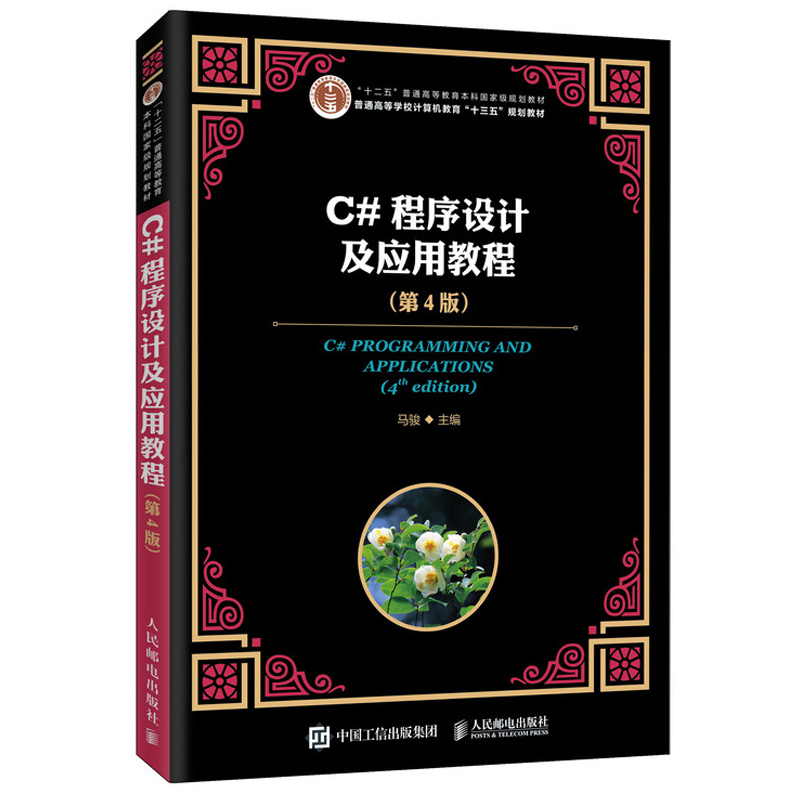 "十二五"普通高等教育本科国家级规划教材
普通高等学校计算机教育"十三五"规划教材
C# 程序设计
及应用教程
(第4版)
C# PROGRAMMING AND
APPLICATIONS
(4th edition)
马骏 ◆ 主编
中国工信出版集团
人民邮电出版社
POSTS & TELECOM PRESS
「十二五」普通高等教育
本科国家级规划教材
C# 程序设计及应用教程
(第4版)
人民邮电出版社